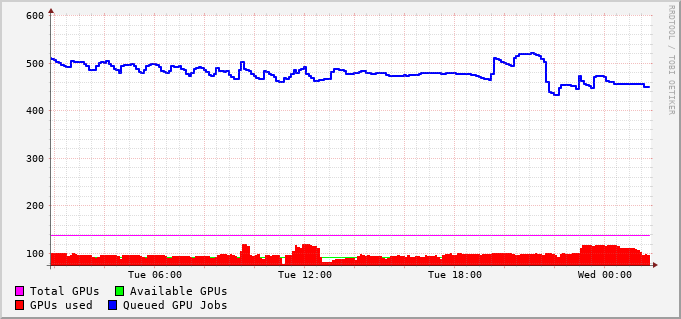 600
500
400
300
200
100
Tue 06:00 Tue 12:00 Tue 18:00 Wed 00:00
Total GPUs Available GPUs
GPUs used Queued GPU Jobs
RRDTOOL / TOBI OETIKER